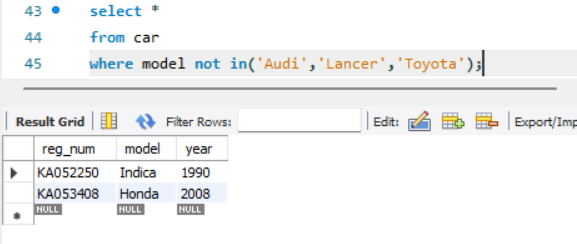 43 select *
44 from car
45 where model not in('Audi','Lancer','Toyota');
Result Grid Filter Rows: Edit: Export/Imp
reg_num model year
KA052250 Indica 1990
KA053408 Honda 2008
NULL NULL NULL